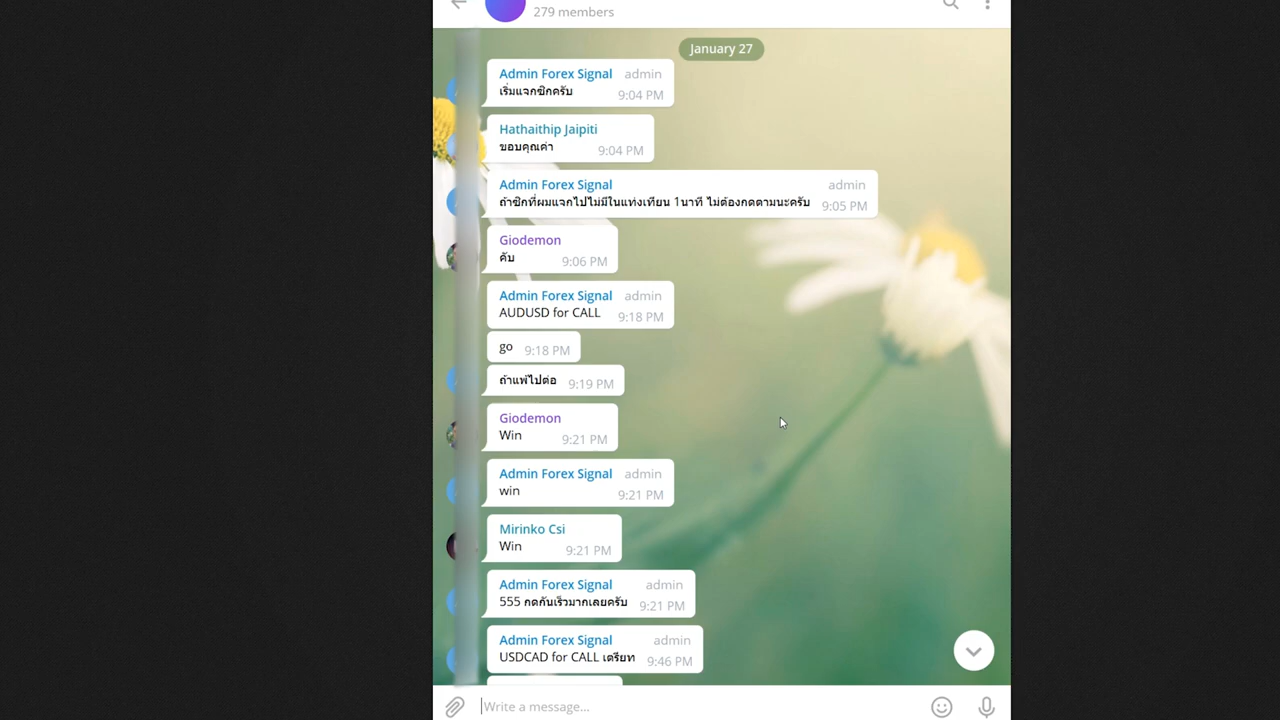 279 members
January 27
Admin Forex Signal admin
เริ่มแจกซิกครับ 9:04 PM
Hathaithip Jaipiti
ขอบคุณค่า 9:04 PM
Admin Forex Signal admin
ถ้าซิกที่ผมแจกไปไม่มีในแท่งเทียน 1นาที ไม่ต้องกดตามนะครับ 9:05 PM
Giodemon
คับ 9:06 PM
Admin Forex Signal admin
AUDUSD for CALL 9:18 PM
go 9:18 PM
ถ้าแพ้ไปต่อ 9:19 PM
Giodemon
Win 9:21 PM
Admin Forex Signal admin
win 9:21 PM
Mirinko Csi
Win 9:21 PM
Admin Forex Signal admin
555 กดกันเร็วมากเลยครับ 9:21 PM
Admin Forex Signal admin
USDCAD for CALL เตรียท 9:46 PM
Write a message...